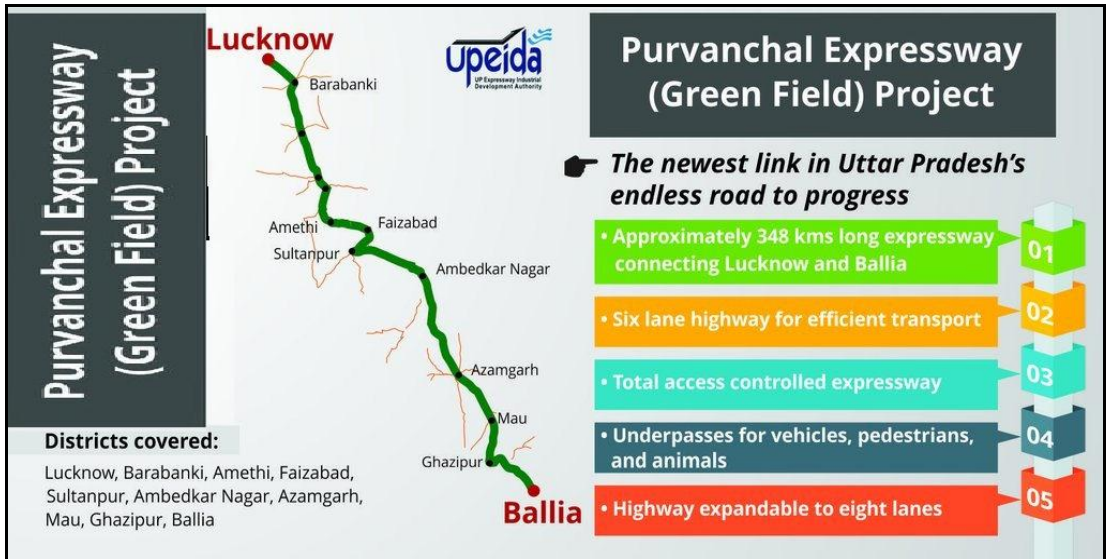 Purvanchal Expressway
(Green Field) Project
Lucknow
Barabanki
Amethi
Faizabad
Sultanpur
Ambedkar Nagar
Azamgarh
Mau
Ghazipur
Ballia
Districts covered:
Lucknow, Barabanki, Amethi, Faizabad,
Sultanpur, Ambedkar Nagar, Azamgarh,
Mau, Ghazipur, Ballia
upeida
UP Expressway Industrial
Development Authority
Purvanchal Expressway
(Green Field) Project
The newest link in Uttar Pradesh's
endless road to progress
• Approximately 348 kms long expressway
connecting Lucknow and Ballia
01
• Six lane highway for efficient transport
02
• Total access controlled expressway
03
• Underpasses for vehicles, pedestrians,
and animals
04
• Highway expandable to eight lanes
05